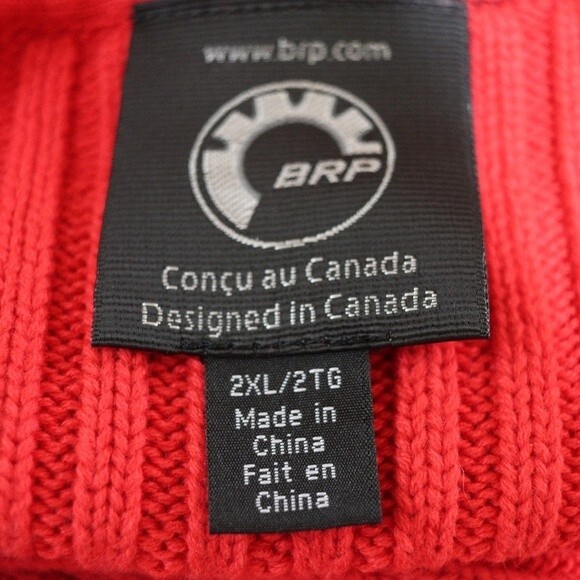 www.brp.com
BRP
Conçu au Canada
Designed in Canada
2XL/2TG
Made in
China
Fait en
China